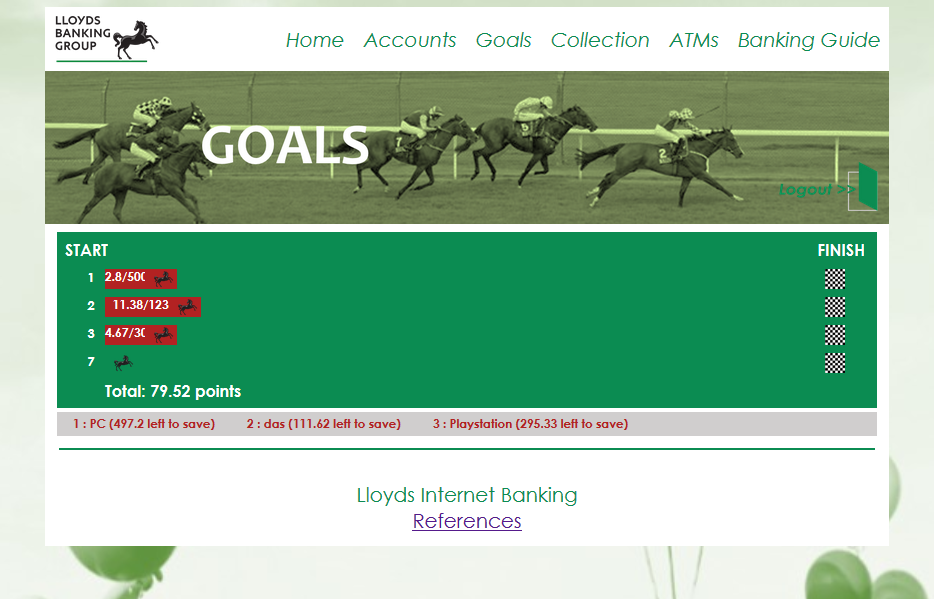 LLOYDS
BANKING
GROUP
Home Accounts Goals Collection ATMs Banking Guide
GOALS
Logout >>
START FINISH
1 2.8/500
2 11.38/123
3 4.67/30
7
Total: 79.52 points
1 : PC (497.2 left to save) 2 : das (111.62 left to save) 3 : Playstation (295.33 left to save)
Lloyds Internet Banking
References